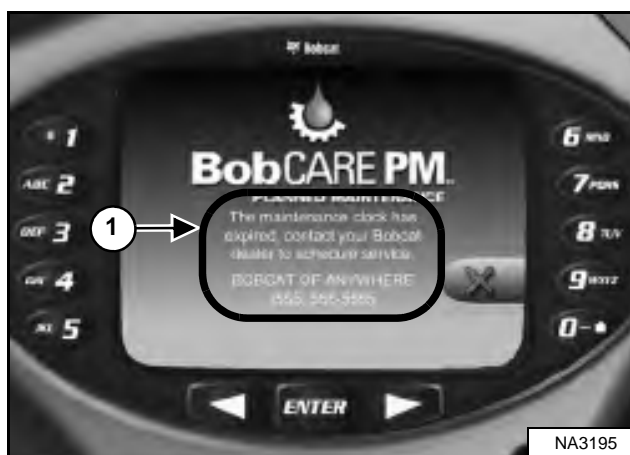 Bobcat
BobCARE PM
PLANNED MAINTENANCE
The maintenance clock has
expired, contact your Bobcat
dealer to schedule service.
BOBCAT OF ANYWHERE
(555) 555-5555
1
1
ABC 2
DEF 3
GHI 4
JKL 5
6 MNO
7 PQRS
8 TUV
9 WXYZ
0
ENTER
NA3195